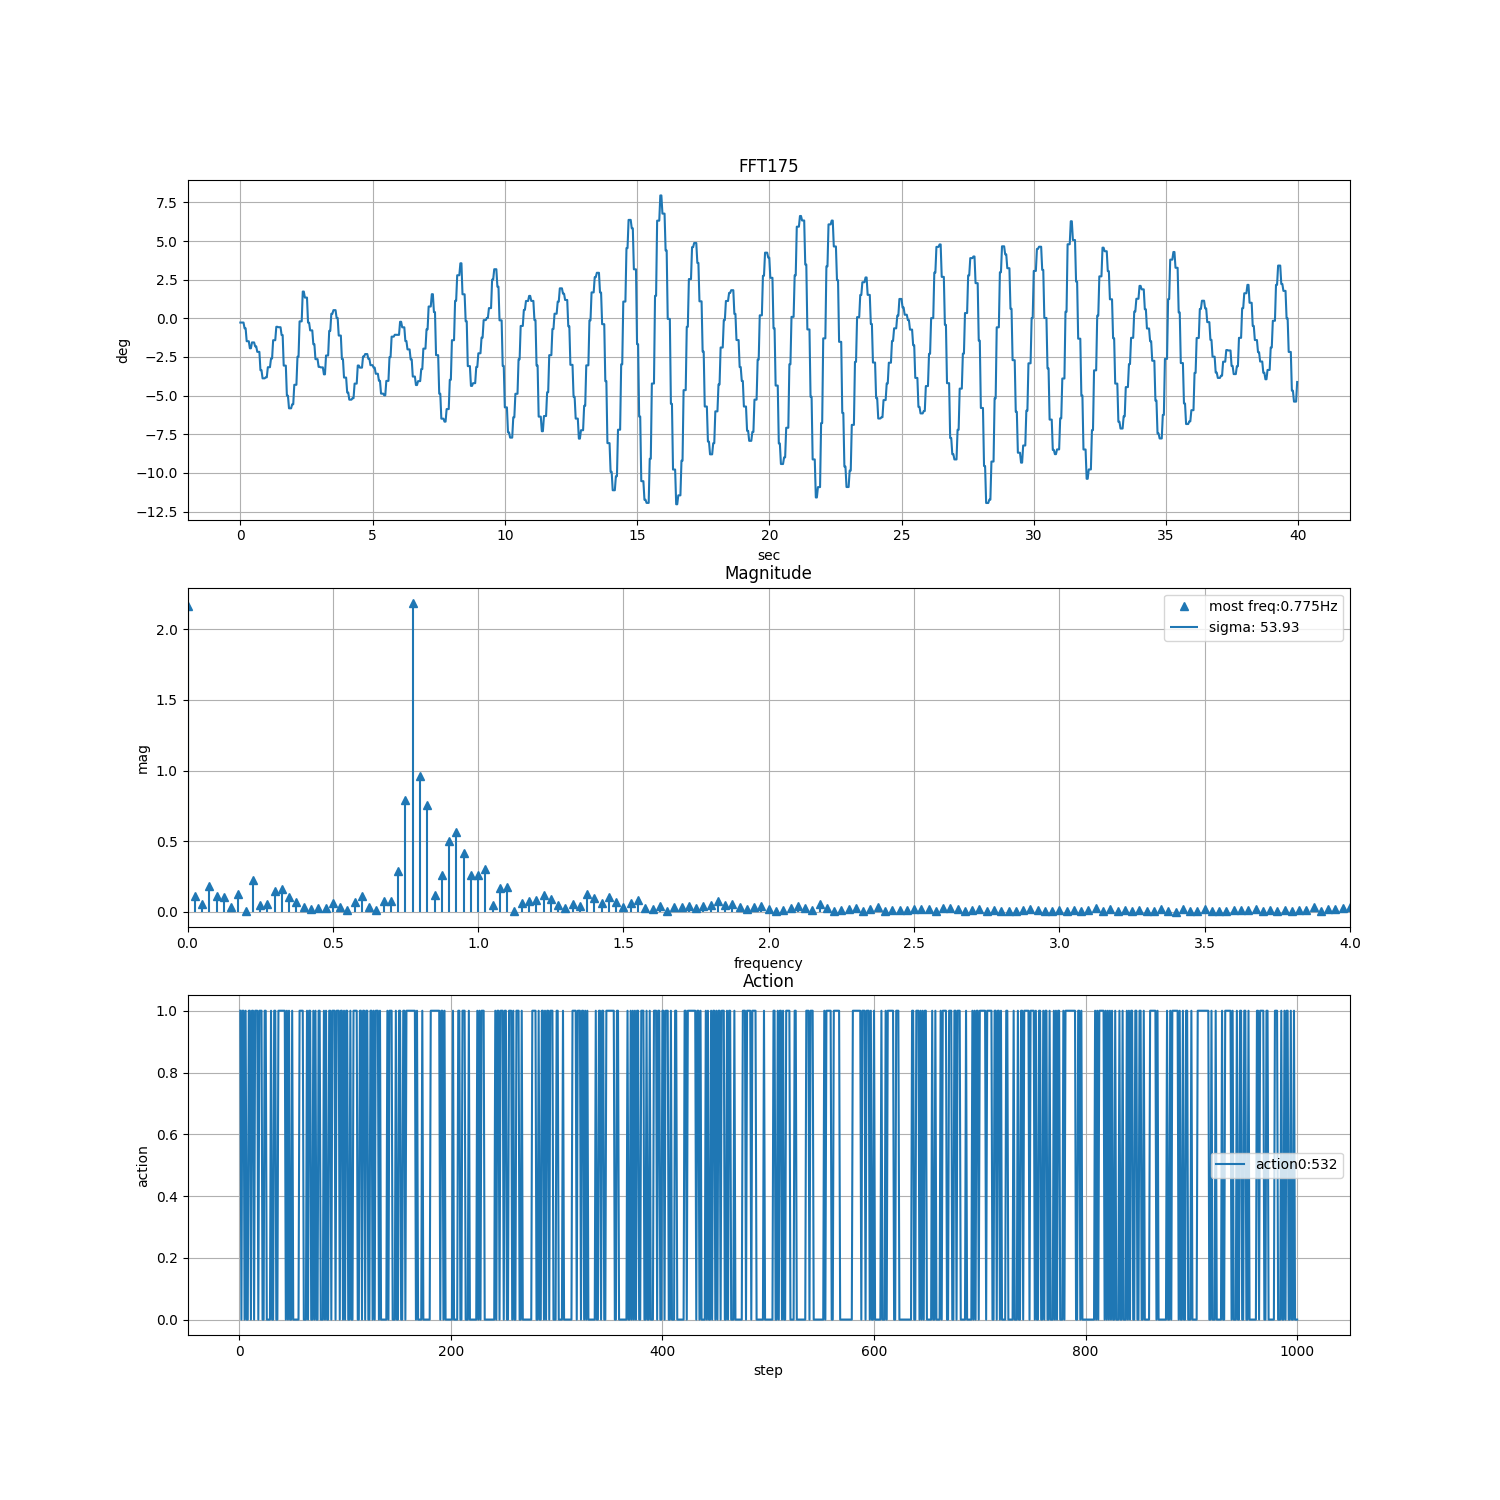 FFT175
7.5
5.0
2.5
0.0
−2.5
−5.0
−7.5
−10.0
−12.5
deg
0 5 10 15 20 25 30 35 40
sec
Magnitude
2.0
1.5
1.0
0.5
0.0
mag
most freq:0.775Hz
sigma: 53.93
0.0 0.5 1.0 1.5 2.0 2.5 3.0 3.5 4.0
frequency
Action
1.0
0.8
0.6
0.4
0.2
0.0
action
action0:532
0 200 400 600 800 1000
step